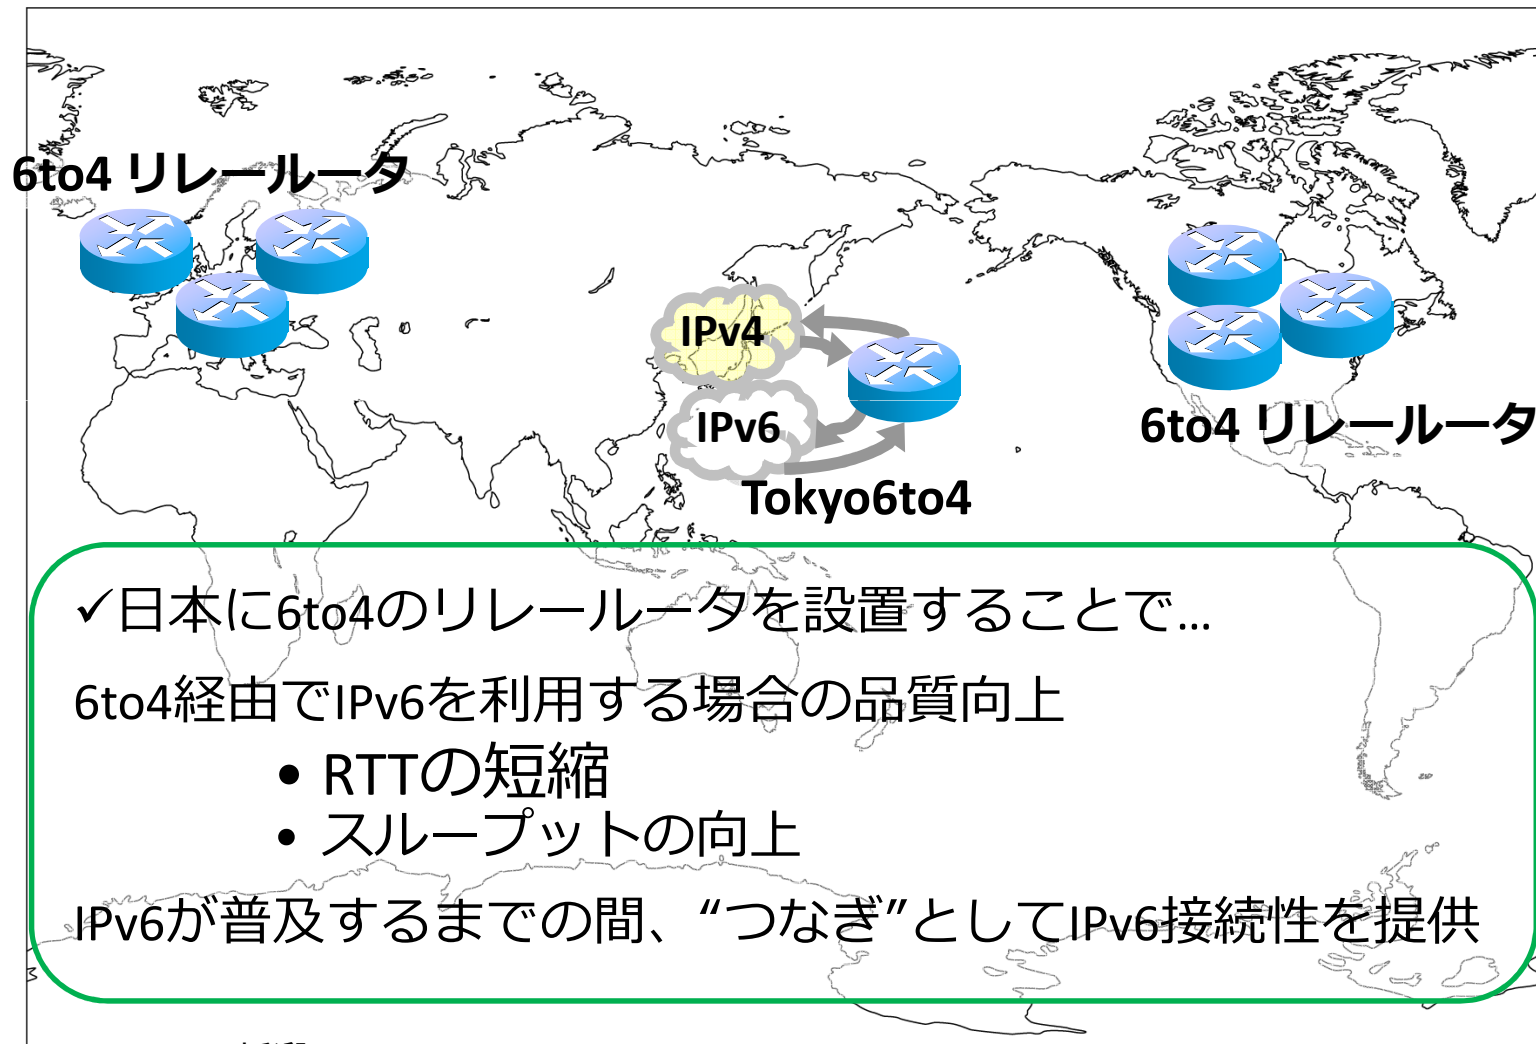 6to4 リレールータ
IPv4
IPv6
6to4 リレールータ
Tokyo6to4
✓日本に6to4のリレールータを設置することで…
6to4経由でIPv6を利用する場合の品質向上
• RTTの短縮
• スループットの向上
IPv6が普及するまでの間、“つなぎ”としてIPv6接続性を提供